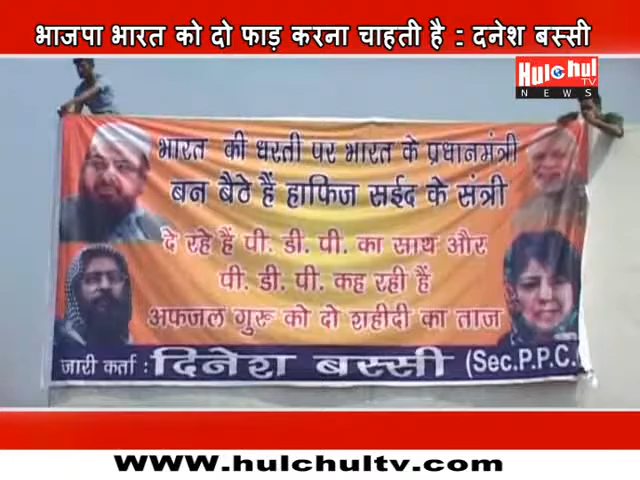 भाजपा भारत को दो फाड़ करना चाहती है : दनेश बस्सी
Hulchul
TV
NEWS
भारत की धरती पर भारत के प्रधानमंत्री
बन बैठे हैं हाफिज सईद के संत्री
दे रहे हैं पी. डी. पी. का साथ और
पी. डी. पी. कह रही हैं
अफजल गुरू को दो शहीदी का ताज
जारी कर्ता : दिनेश बस्सी (Sec.P.P.C.
www.hulchultv.com